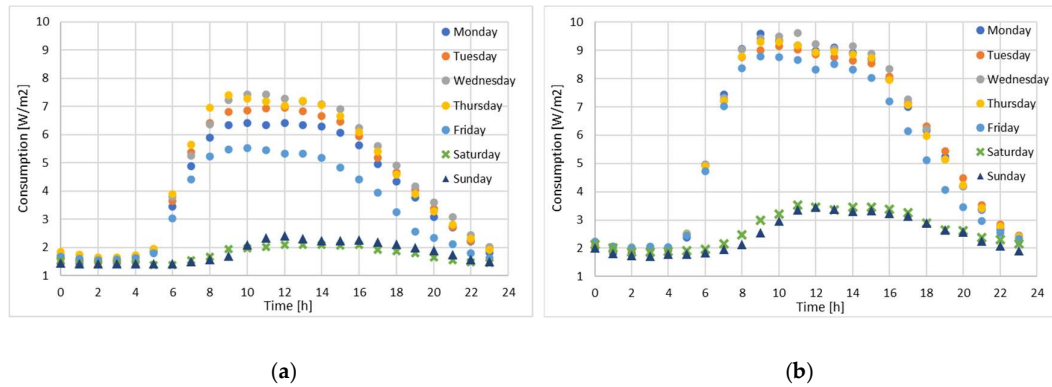 10
9
8
7
6
5
4
3
2
1
Consumption [W/m2]
0 2 4 6 8 10 12 14 16 18 20 22 24
Time [h]
Monday
Tuesday
Wednesday
Thursday
Friday
Saturday
Sunday
(a)
10
9
8
7
6
5
4
3
2
1
Consumption [W/m2]
0 2 4 6 8 10 12 14 16 18 20 22 24
Time [h]
Monday
Tuesday
Wednesday
Thursday
Friday
Saturday
Sunday
(b)